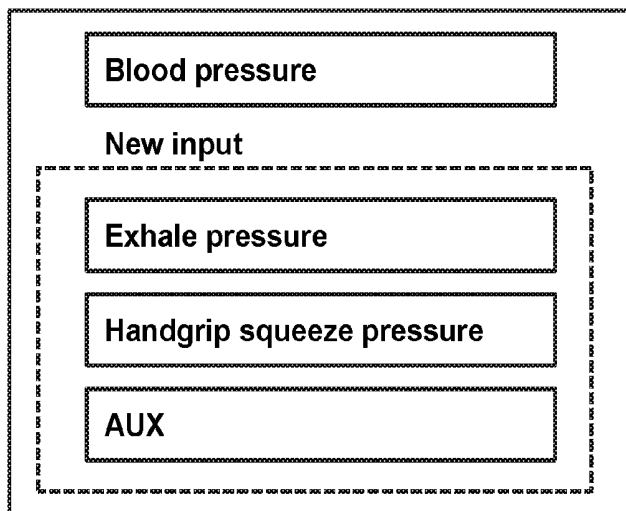 Blood pressure
New input
Exhale pressure
Handgrip squeeze pressure
AUX